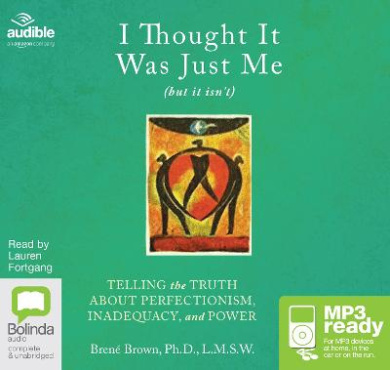 audible
an amazon company
I Thought It
Was Just Me
(but it isn't)
Read by
Lauren
Fortgang
TELLING the TRUTH
ABOUT PERFECTIONISM,
INADEQUACY, and POWER
Bolinda
audio
complete
& unabridged
Brené Brown, Ph.D., L.M.S.W.
MP3
ready
For MP3 devices
at home, in the
car or on the run.